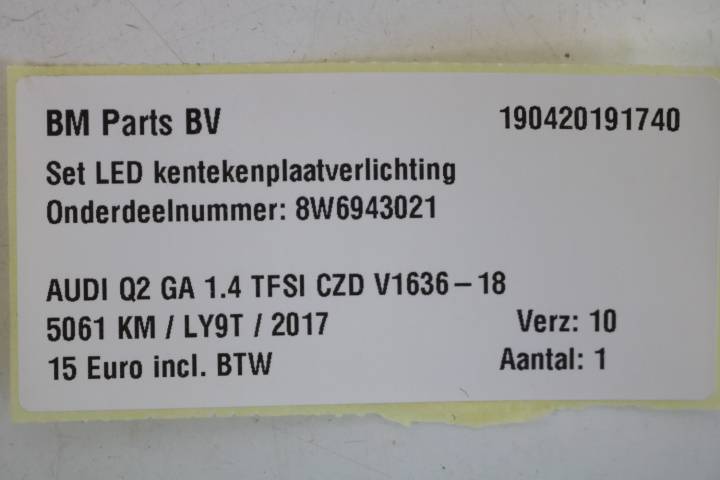 BM Parts BV 190420191740
Set LED kentekenplaatverlichting
Onderdeelnummer: 8W6943021
AUDI Q2 GA 1.4 TFSI CZD V1636-18
5061 KM / LY9T / 2017 Verz: 10
15 Euro incl. BTW Aantal: 1